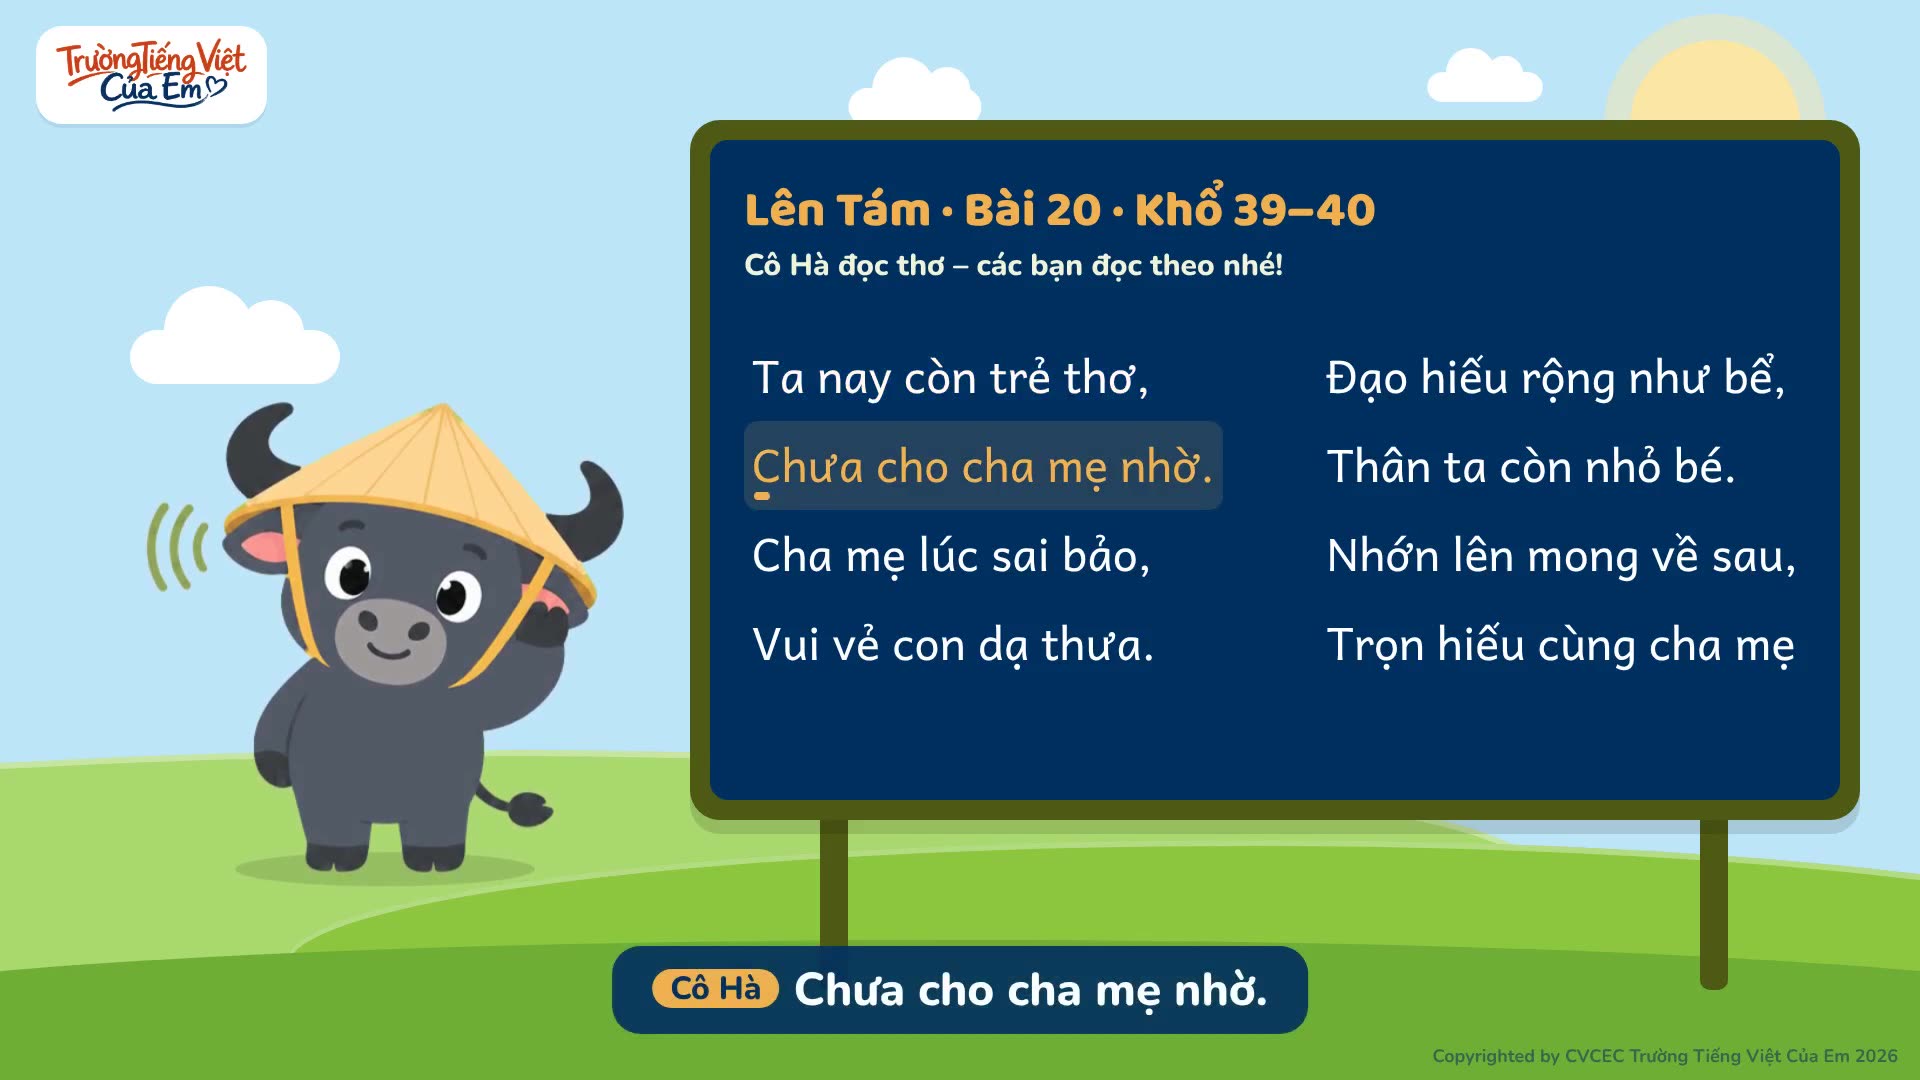 Trường Tiếng Việt
Của Em
Lên Tám · Bài 20 · Khổ 39–40
Cô Hà đọc thơ – các bạn đọc theo nhé!
Ta nay còn trẻ thơ,
Chưa cho cha mẹ nhờ.
Cha mẹ lúc sai bảo,
Vui vẻ con dạ thưa.
Đạo hiếu rộng như bể,
Thân ta còn nhỏ bé.
Nhớn lên mong về sau,
Trọn hiếu cùng cha mẹ
Cô Hà Chưa cho cha mẹ nhờ.
Copyrighted by CVCEC Trường Tiếng Việt Của Em 2026